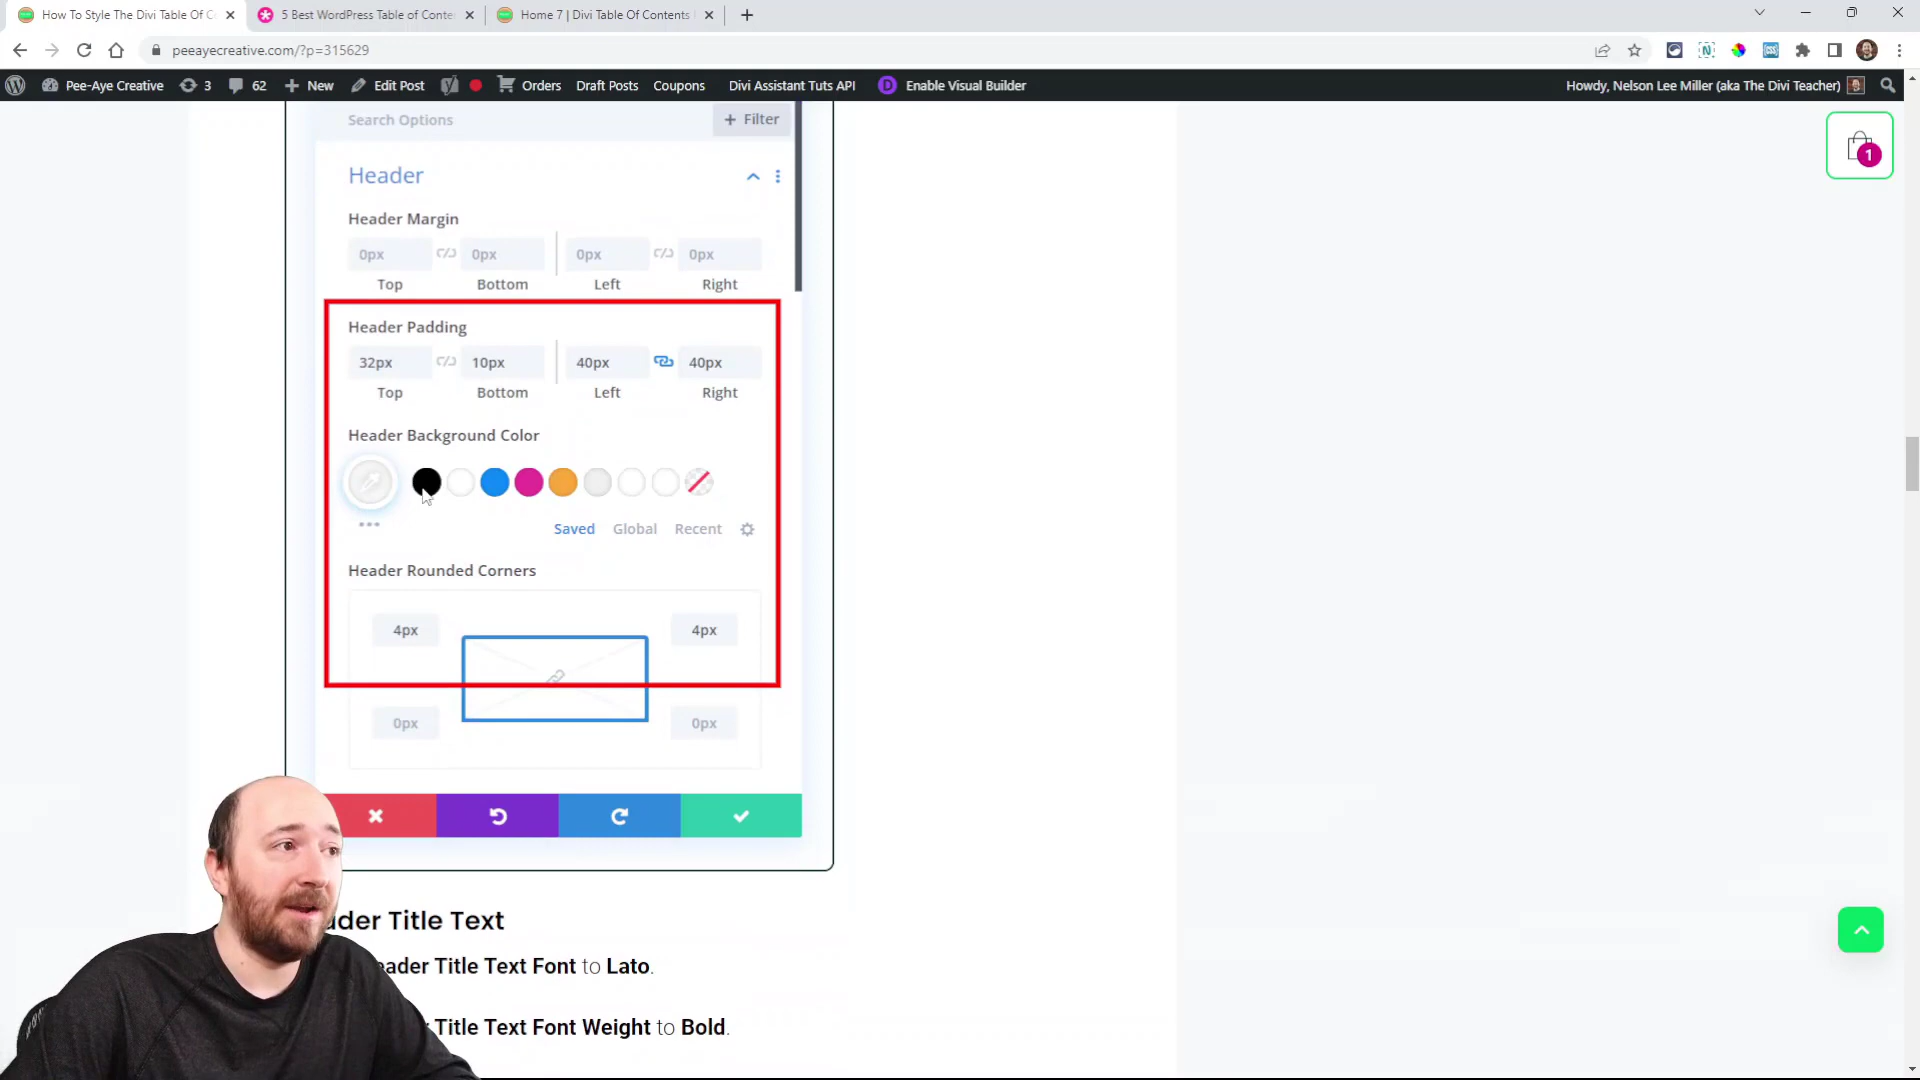 How To Style The Divi Table Of C
5 Best WordPress Table of Conte
Home 7 | Divi Table Of Contents
peeayecreative.com/?p=315629
Pee-Aye Creative
3
62
New
Edit Post
Orders
Draft Posts
Coupons
Divi Assistant Tuts API
D
Enable Visual Builder
Howdy, Nelson Lee Miller (aka The Divi Teacher)
1
Search Options
+ Filter
Header
Header Margin
0px 0px 0px 0px
Top Bottom Left Right
Header Padding
32px 10px 40px 40px
Top Bottom Left Right
Header Background Color
Saved Global Recent
Header Rounded Corners
4px 4px
0px 0px
der Title Text
eader Title Text Font to Lato.
Title Text Font Weight to Bold.